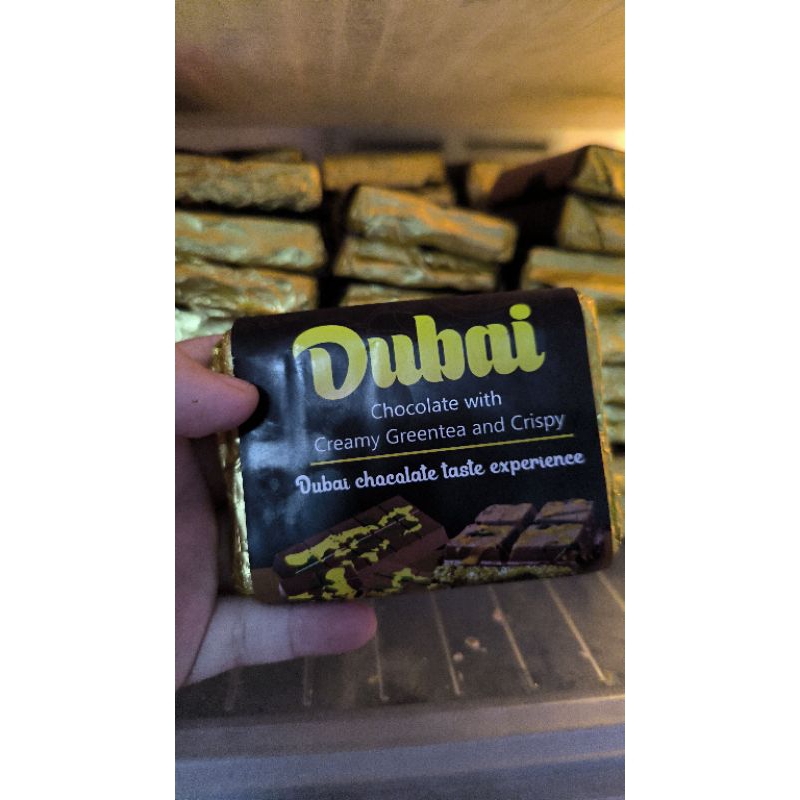 Dubai
Chocolate with
Creamy Greentea and Crispy
Dubai chocolate taste experience